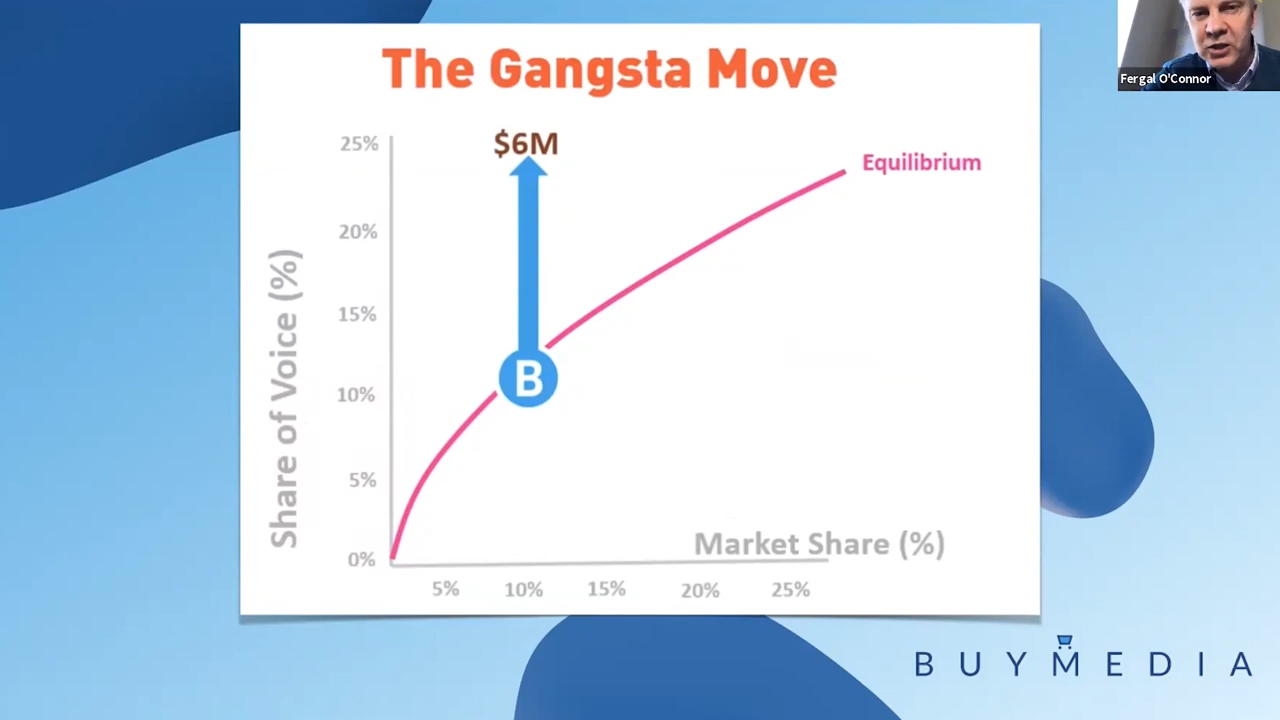 The Gangsta Move
Fergal O'Connor
25%
$6M
Equilibrium
20%
15%
B
10%
5%
0%
Share of Voice (%)
Market Share (%)
5% 10% 15% 20% 25%
BUYMEDIA